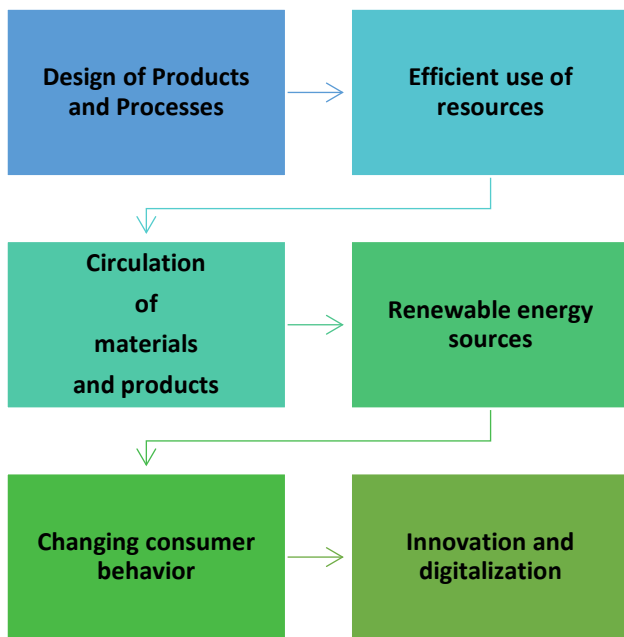 Design of Products
and Processes
Efficient use of
resources
Circulation
of
materials
and products
Renewable energy
sources
Changing consumer
behavior
Innovation and
digitalization